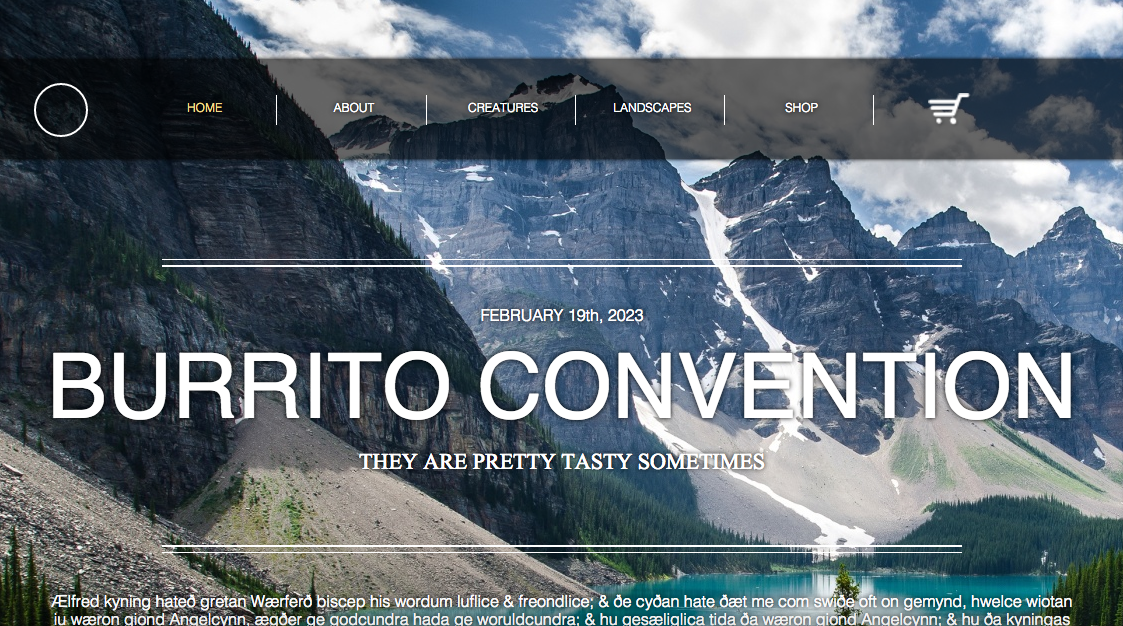 HOME ABOUT CREATURES LANDSCAPES SHOP
FEBRUARY 19th, 2023
BURRITO CONVENTION
THEY ARE PRETTY TASTY SOMETIMES
Ælfred kyning hateð gretan Wærferð biscep his wordum luflice & freondlice; & ðe cyðan hate ðæt me com swiðe oft on gemynd, hwelce wiotan
iu wæron giond Angelcynn, ægðer ge godcundra hada ge woruldcundra; & hu gesæliglica tida ða wæron giond Angelcynn; & hu ða kyningas